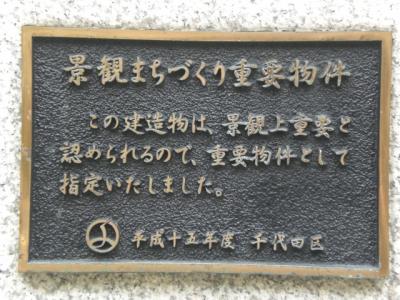 景観まちづくり重要物件
この建造物は、景観上重要と
認められるので、重要物件として
指定いたしました。
平成十五年度 千代田区